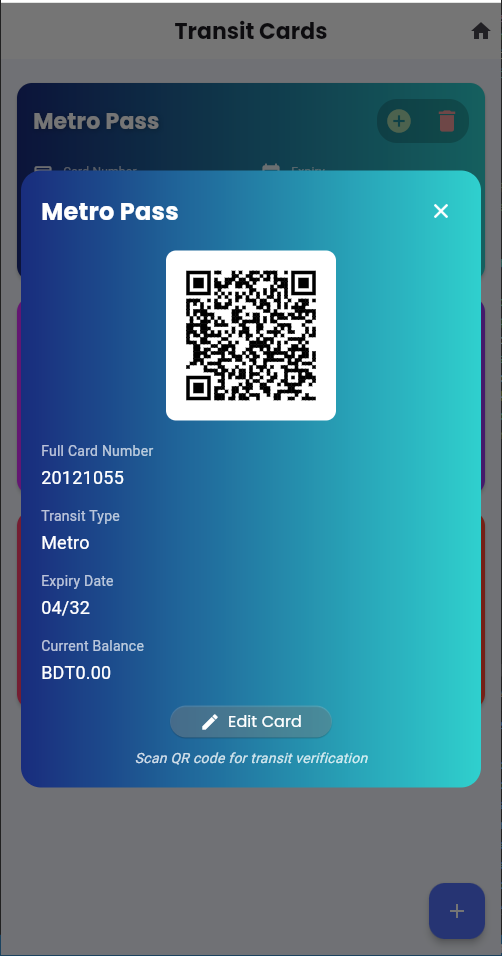 Transit Cards
Metro Pass
Card Number
Expiry
Metro Pass
Full Card Number
20121055
Transit Type
Metro
Expiry Date
04/32
Current Balance
BDT0.00
Edit Card
Scan QR code for transit verification